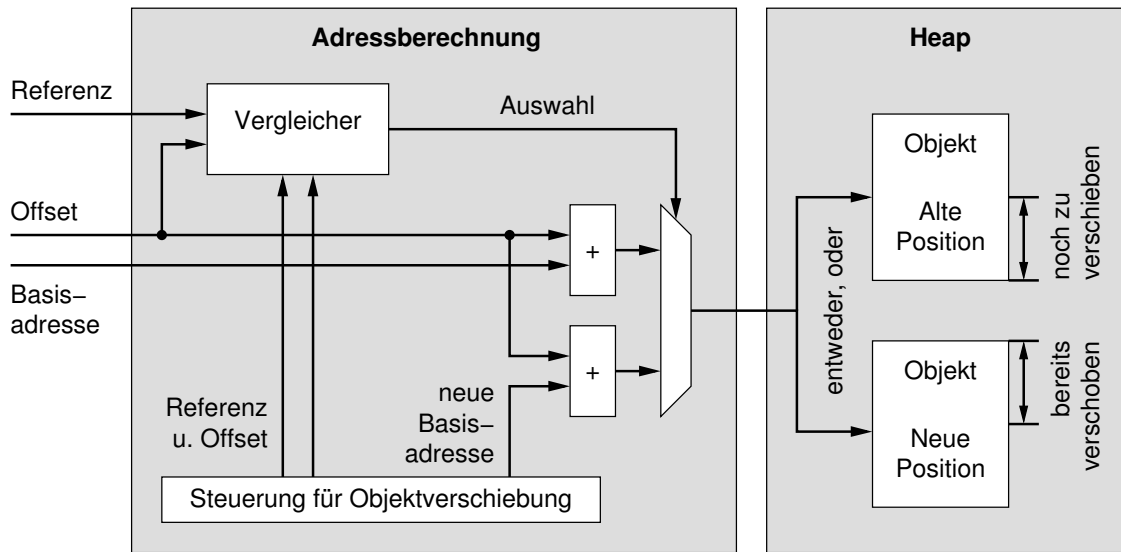 Adressberechnung
Heap
Referenz
Vergleicher
Auswahl
Offset
Basis–
adresse
+
+
Referenz
u. Offset
neue
Basis–
adresse
Steuerung für Objektverschiebung
entweder, oder
Objekt
Alte
Position
noch zu
verschieben
Objekt
Neue
Position
bereits
verschoben